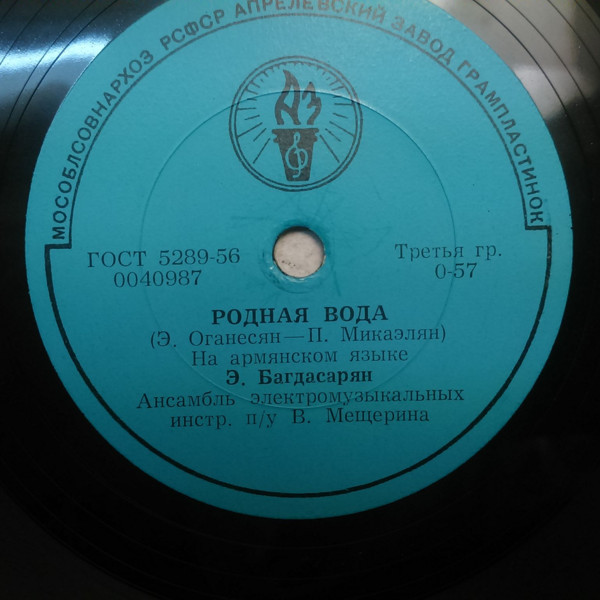 МОСОБЛСОВНАРХОЗ РСФСР АПРЕЛЕВСКИЙ ЗАВОД ГРАМПЛАСТИНОК
АЗ
ГОСТ 5289-56
0040987
Третья гр.
0-57
РОДНАЯ ВОДА
(Э. Оганесян — П. Микаэлян)
На армянском языке
Э. Багдасарян
Ансамбль электромузыкальных
инстр. п/у В. Мещерина